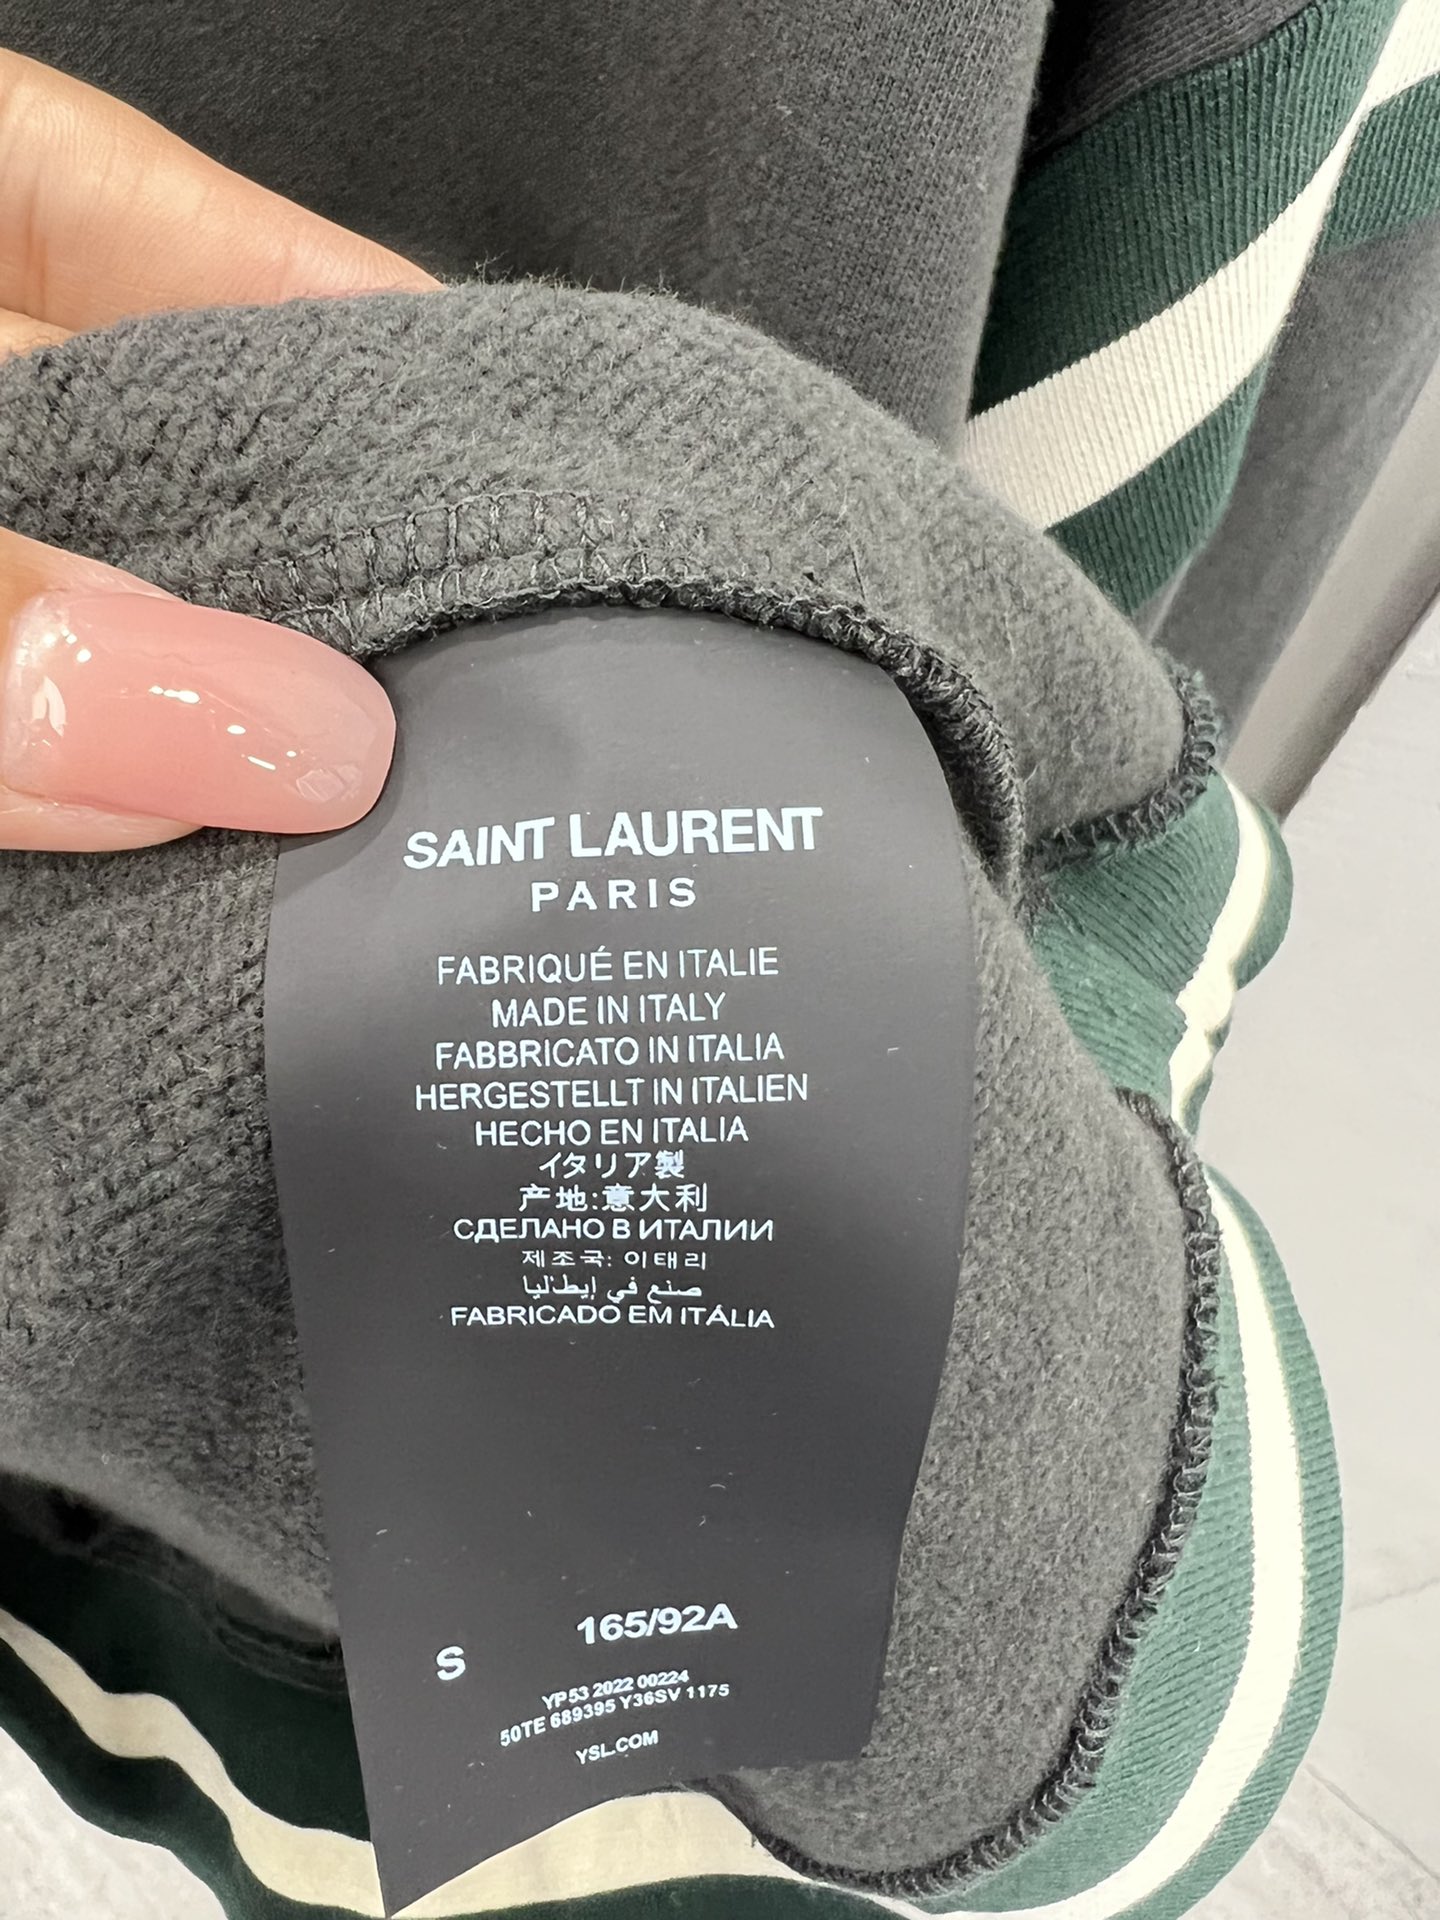 SAINT LAURENT
PARIS
FABRIQUÉ EN ITALIE
MADE IN ITALY
FABBRICATO IN ITALIA
HERGESTELLT IN ITALIEN
HECHO EN ITALIA
イタリア製
产地:意大利
СДЕЛАНО В ИТАЛИИ
제조국: 이태리
صنع في إيطاليا
FABRICADO EM ITÁLIA
S 165/92A
YP53 2022 00224
50TE 689395 Y36SV 1175
YSL.COM